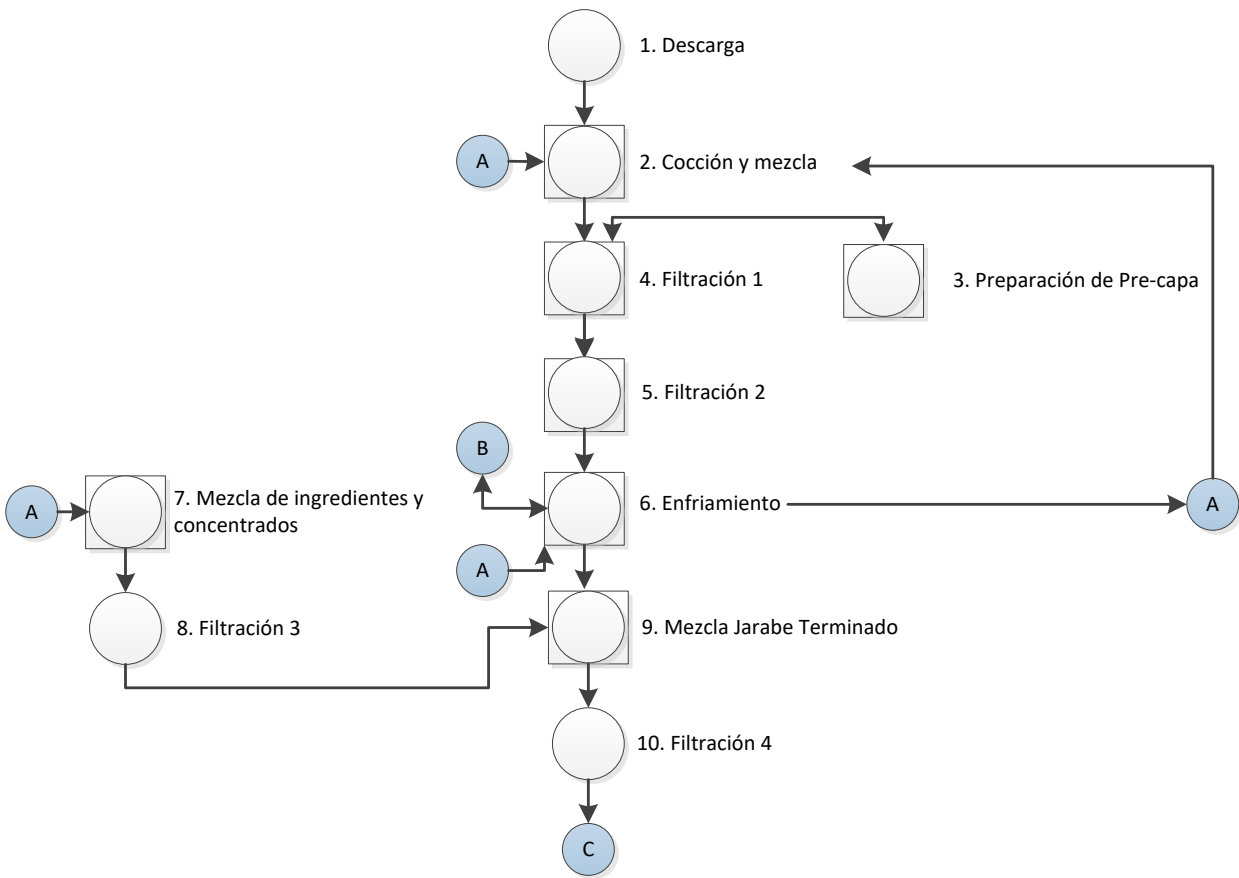 1. Descarga
A
2. Cocción y mezcla
4. Filtración 1
3. Preparación de Pre-capa
5. Filtración 2
B
A
7. Mezcla de ingredientes y
concentrados
6. Enfriamiento
A
A
8. Filtración 3
9. Mezcla Jarabe Terminado
10. Filtración 4
C